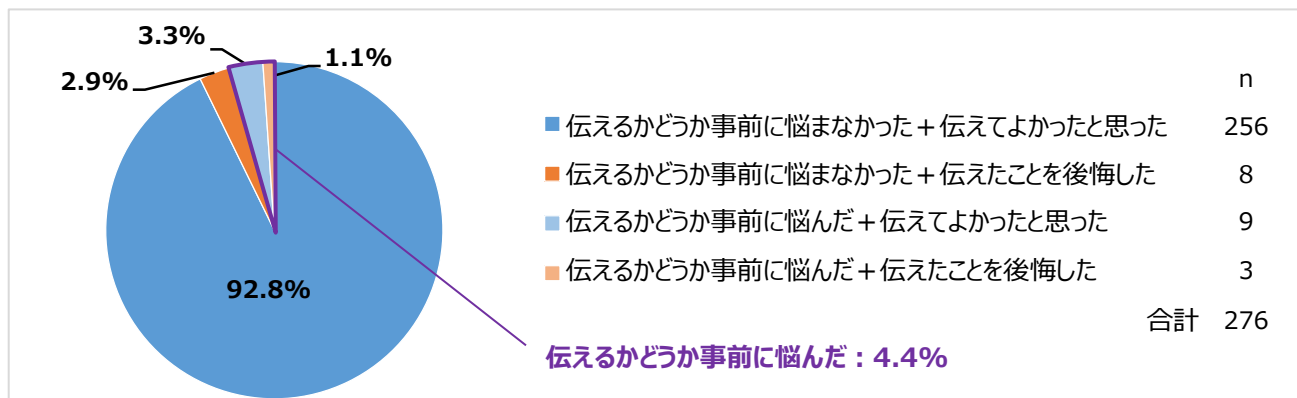 3.3%
1.1%
2.9%
92.8%
n
伝えるかどうか事前に悩まなかった＋伝えてよかったと思った 256
伝えるかどうか事前に悩まなかった＋伝えたことを後悔した 8
伝えるかどうか事前に悩んだ＋伝えてよかったと思った 9
伝えるかどうか事前に悩んだ＋伝えたことを後悔した 3
合計 276
伝えるかどうか事前に悩んだ：4.4%